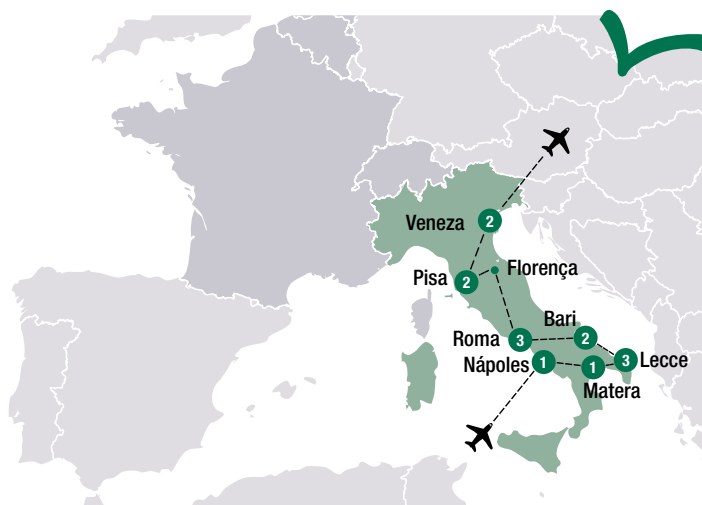 Veneza
2
Florença
Pisa
2
Bari
2
Roma
3
Nápoles
1
1
3
Lecce
Matera